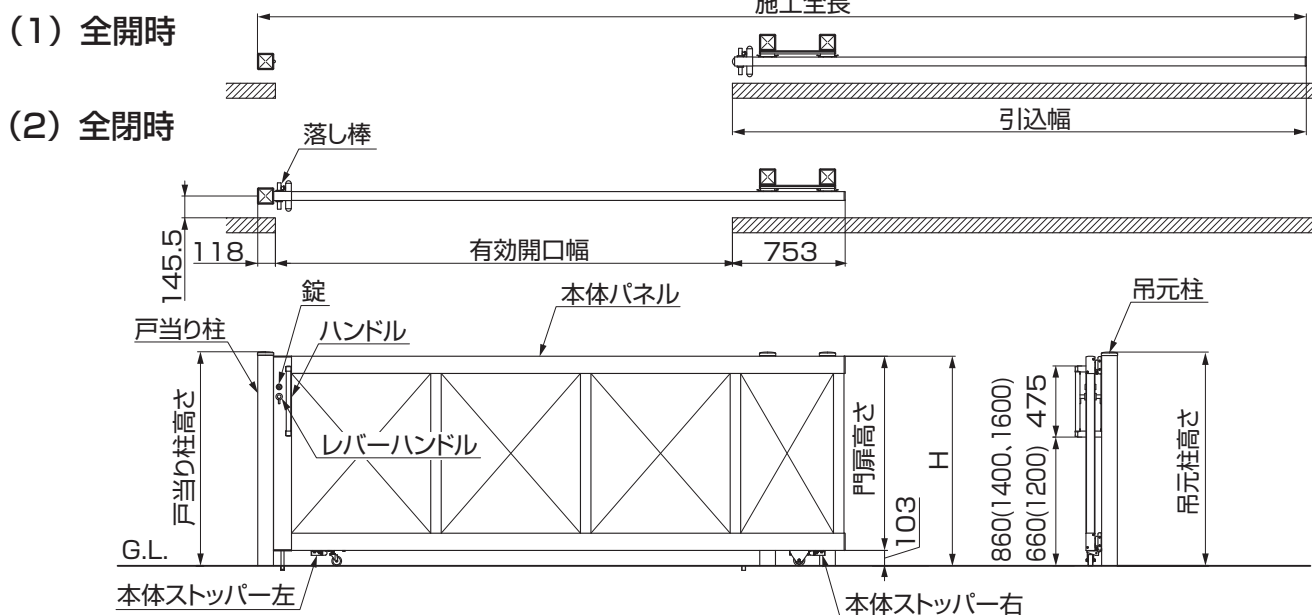 施工全長
(1) 全開時
引込幅
(2) 全閉時
落し棒
145.5
118
有効開口幅
753
錠
本体パネル
吊元柱
戸当り柱
ハンドル
戸当り柱高さ
レバーハンドル
門扉高さ
H
103
860(1400、1600)
660(1200)
475
吊元柱高さ
G.L.
本体ストッパー左
本体ストッパー右